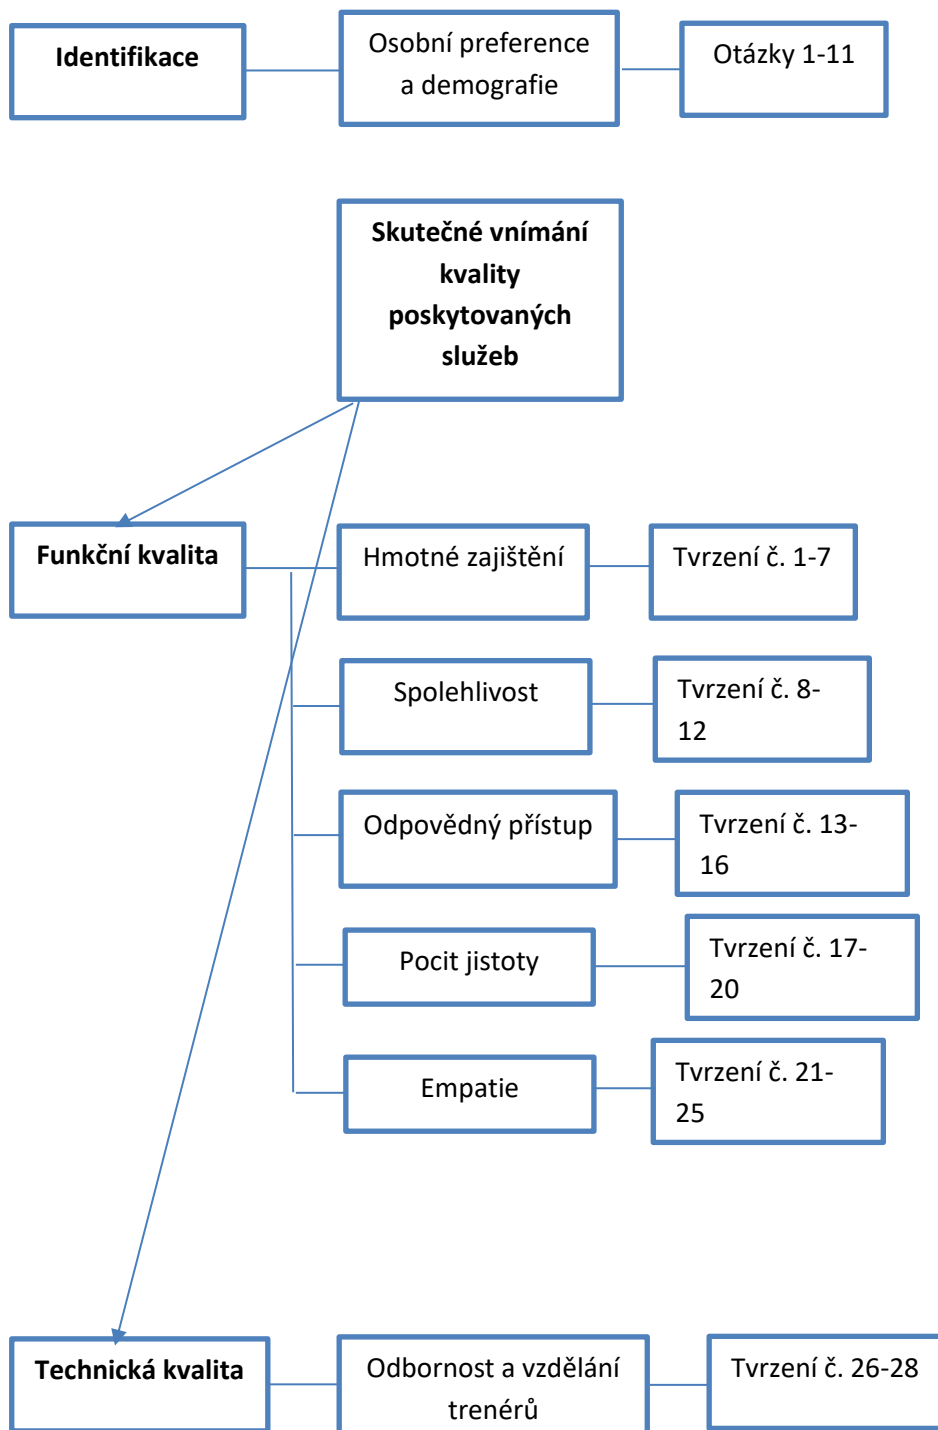 Identifikace
Osobní preference
a demografie
Otázky 1-11
Skutečné vnímání
kvality
poskytovaných
služeb
Funkční kvalita
Hmotné zajištění
Tvrzení č. 1-7
Spolehlivost
Tvrzení č. 8-
12
Odpovědný přístup
Tvrzení č. 13-
16
Pocit jistoty
Tvrzení č. 17-
20
Empatie
Tvrzení č. 21-
25
Technická kvalita
Odbornost a vzdělání
trenérů
Tvrzení č. 26-28